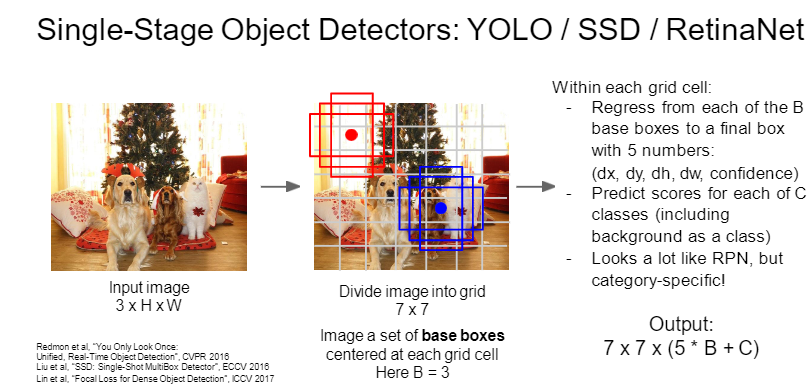 Single-Stage Object Detectors: YOLO / SSD / RetinaNet
Input image
3 x H x W
Divide image into grid
7 x 7
Image a set of base boxes
centered at each grid cell
Here B = 3
Within each grid cell:
- Regress from each of the B
base boxes to a final box
with 5 numbers:
(dx, dy, dh, dw, confidence)
- Predict scores for each of C
classes (including
background as a class)
- Looks a lot like RPN, but
category-specific!
Output:
7 x 7 x (5 * B + C)
Redmon et al, “You Only Look Once:
Unified, Real-Time Object Detection”, CVPR 2016
Liu et al, “SSD: Single-Shot MultiBox Detector”, ECCV 2016
Lin et al, “Focal Loss for Dense Object Detection”, ICCV 2017